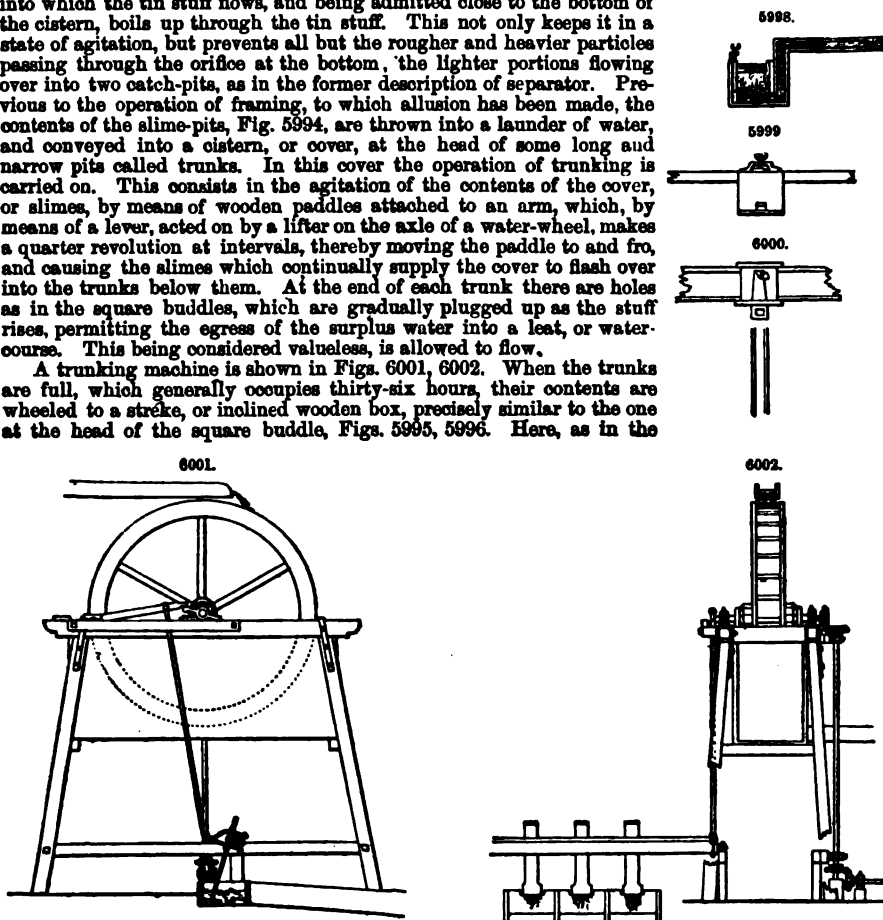 into which the tin stuff flows, and being admitted close to the bottom of
the cistern, boils up through the tin stuff. This not only keeps it in a
state of agitation, but prevents all but the rougher and heavier particles
passing through the orifice at the bottom, the lighter portions flowing
over into two catch-pits, as in the former description of separator. Pre-
vious to the operation of framing, to which allusion has been made, the
contents of the slime-pits, Fig. 5994, are thrown into a launder of water,
and conveyed into a cistern, or cover, at the head of some long and
narrow pits called trunks. In this cover the operation of trunking is
carried on. This consists in the agitation of the contents of the cover,
or slimes, by means of wooden paddles attached to an arm, which, by
means of a lever, acted on by a lifter on the axle of a water-wheel, makes
a quarter revolution at intervals, thereby moving the paddle to and fro,
and causing the slimes which continually supply the cover to flash over
into the trunks below them. At the end of each trunk there are holes
as in the square buddles, which are gradually plugged up as the stuff
rises, permitting the egress of the surplus water into a leat, or water-
course. This being considered valueless, is allowed to flow.
A trunking machine is shown in Figs. 6001, 6002. When the trunks
are full, which generally occupies thirty-six hours, their contents are
wheeled to a streke, or inclined wooden box, precisely similar to the one
at the head of the square buddle, Figs. 5995, 5996. Here, as in the
5998.
5999
6000.
6001.
6002.